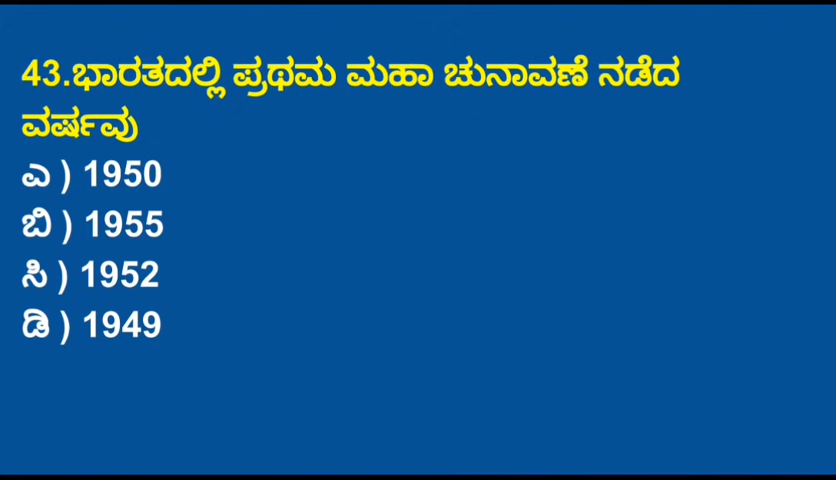 43.ಭಾರತದಲ್ಲಿ ಪ್ರಥಮ ಮಹಾ ಚುನಾವಣೆ ನಡೆದ
ವರ್ಷವು
ಎ ) 1950
ಬಿ ) 1955
ಸಿ ) 1952
ಡಿ ) 1949